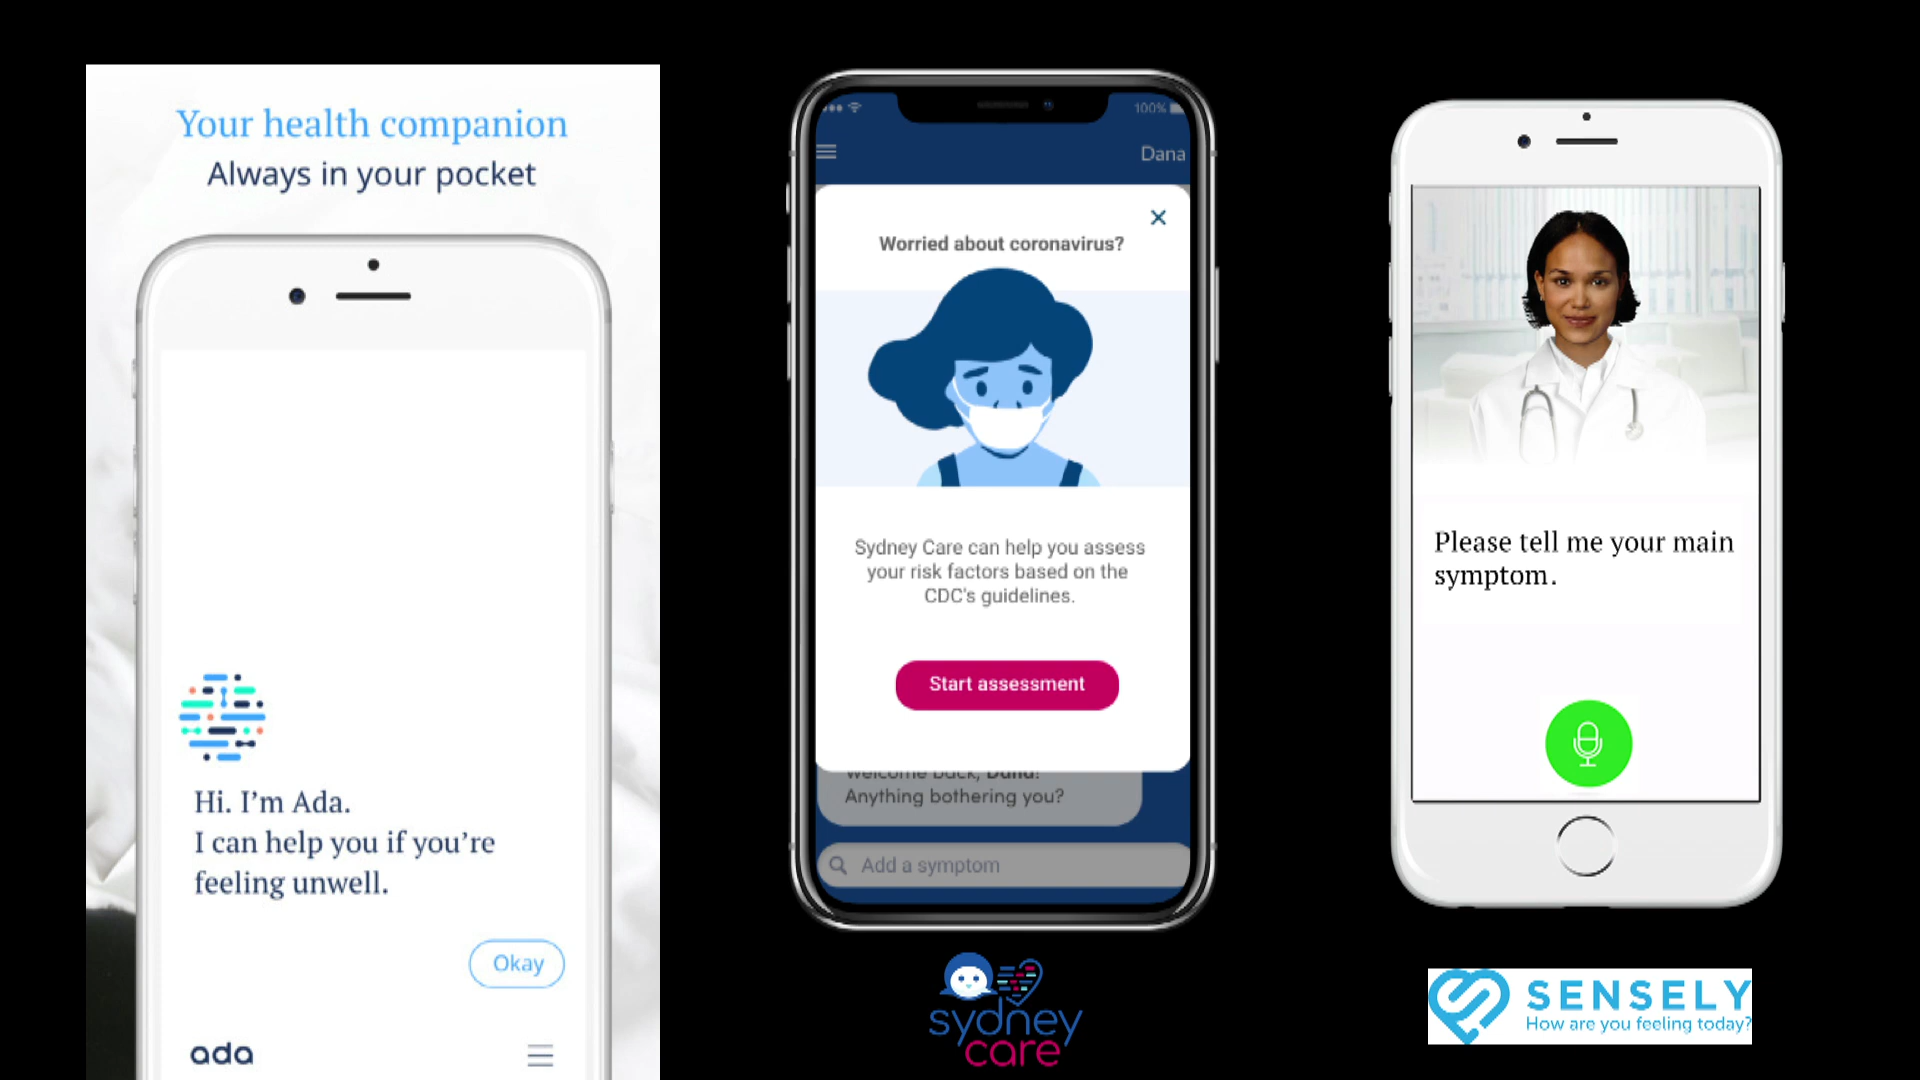 Your health companion
Always in your pocket
Hi. I’m Ada.
I can help you if you’re
feeling unwell.
Okay
ada
100%
Dana
Worried about coronavirus?
Sydney Care can help you assess
your risk factors based on the
CDC's guidelines.
Start assessment
Welcome back, Dana!
Anything bothering you?
Add a symptom
sydney
care
Please tell me your main
symptom.
SENSELY
How are you feeling today?